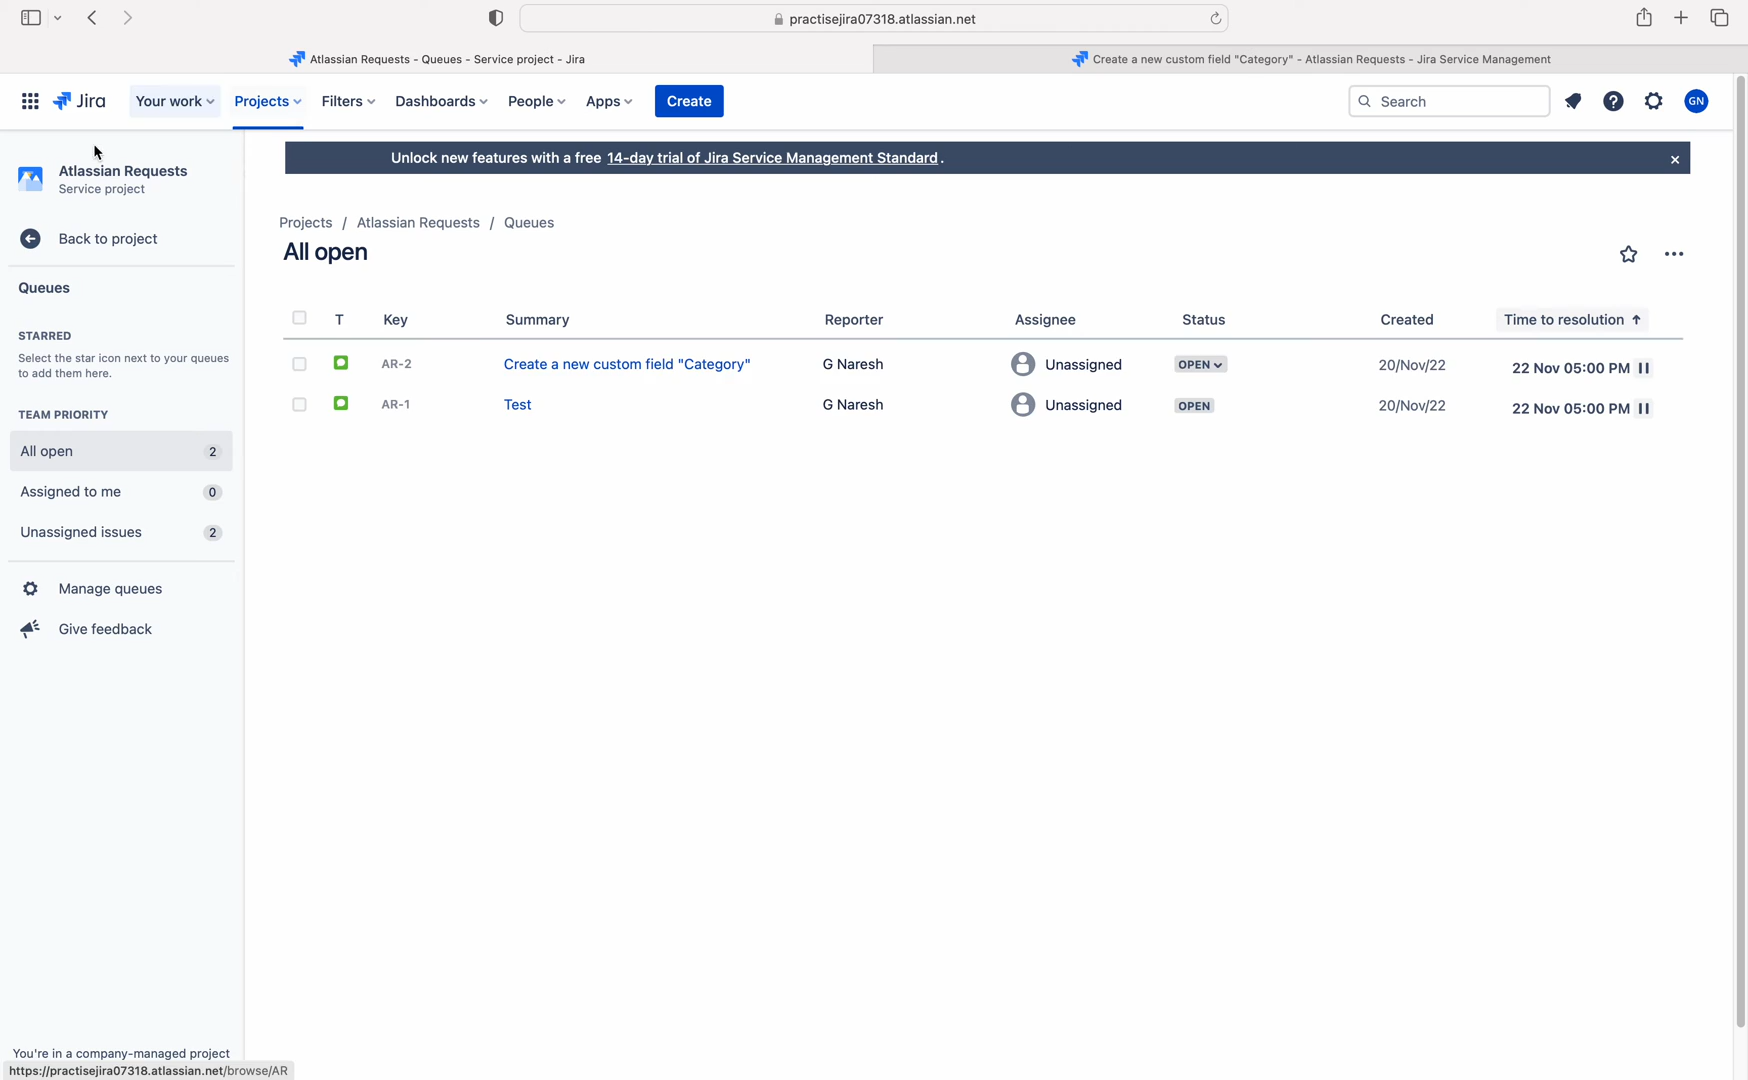 practisejira07318.atlassian.net
Atlassian Requests - Queues - Service project - Jira
Create a new custom field "Category" - Atlassian Requests - Jira Service Management
Jira Your work Projects Filters Dashboards People Apps Create Search GN
Atlassian Requests
Service project
Unlock new features with a free 14-day trial of Jira Service Management Standard.
Back to project
Projects / Atlassian Requests / Queues
All open
Queues
STARRED
Select the star icon next to your queues
to add them here.
TEAM PRIORITY
All open 2
Assigned to me 0
Unassigned issues 2
Manage queues
Give feedback
T Key Summary Reporter Assignee Status Created Time to resolution
AR-2 Create a new custom field "Category" G Naresh Unassigned OPEN 20/Nov/22 22 Nov 05:00 PM
AR-1 Test G Naresh Unassigned OPEN 20/Nov/22 22 Nov 05:00 PM
You're in a company-managed project
https://practisejira07318.atlassian.net/browse/AR